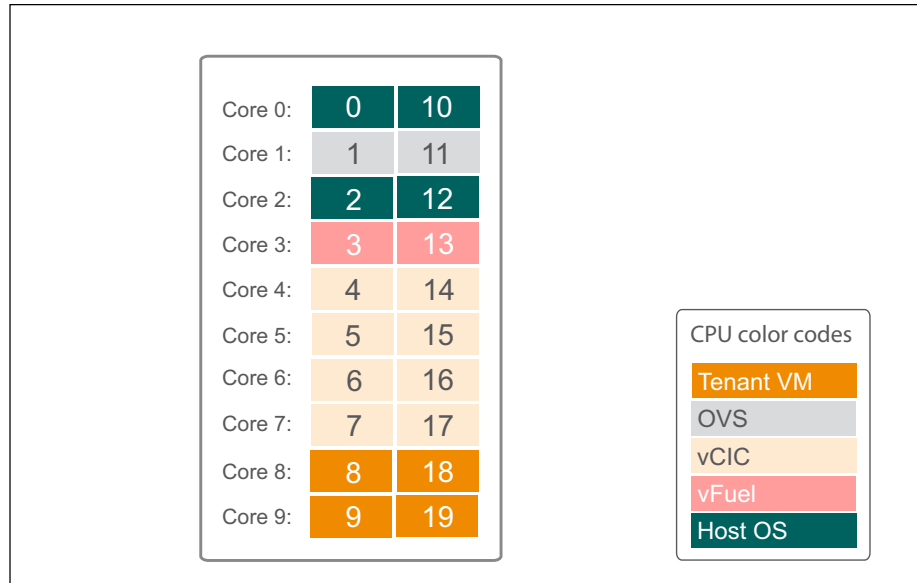 Core 0: 0 10
Core 1: 1 11
Core 2: 2 12
Core 3: 3 13
Core 4: 4 14
Core 5: 5 15
Core 6: 6 16
Core 7: 7 17
Core 8: 8 18
Core 9: 9 19
CPU color codes
Tenant VM
OVS
vCIC
vFuel
Host OS